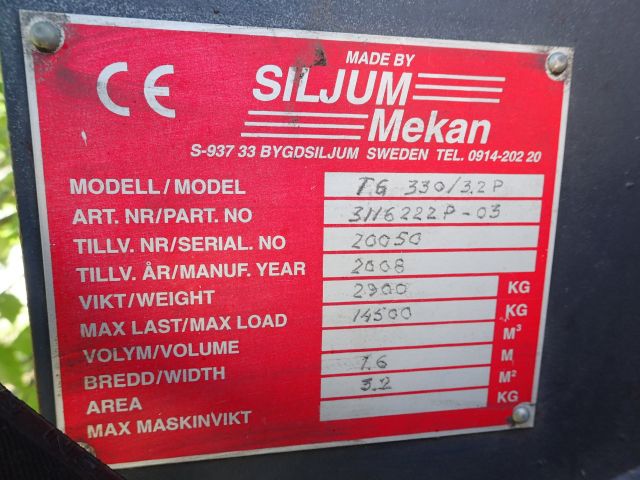 CE
MADE BY
SILJUM
Mekan
S-937 33 BYGDSILJUM SWEDEN TEL. 0914-202 20
MODELL/MODEL TG 330/3.2P
ART. NR/PART. NO 3116222P-03
TILLV. NR/SERIAL. NO 20050
TILLV. ÅR/MANUF. YEAR 2008
VIKT/WEIGHT 2900 KG
MAX LAST/MAX LOAD 14500 KG
VOLYM/VOLUME M³
BREDD/WIDTH 1.6 M
AREA 3.2 M²
MAX MASKINVIKT KG